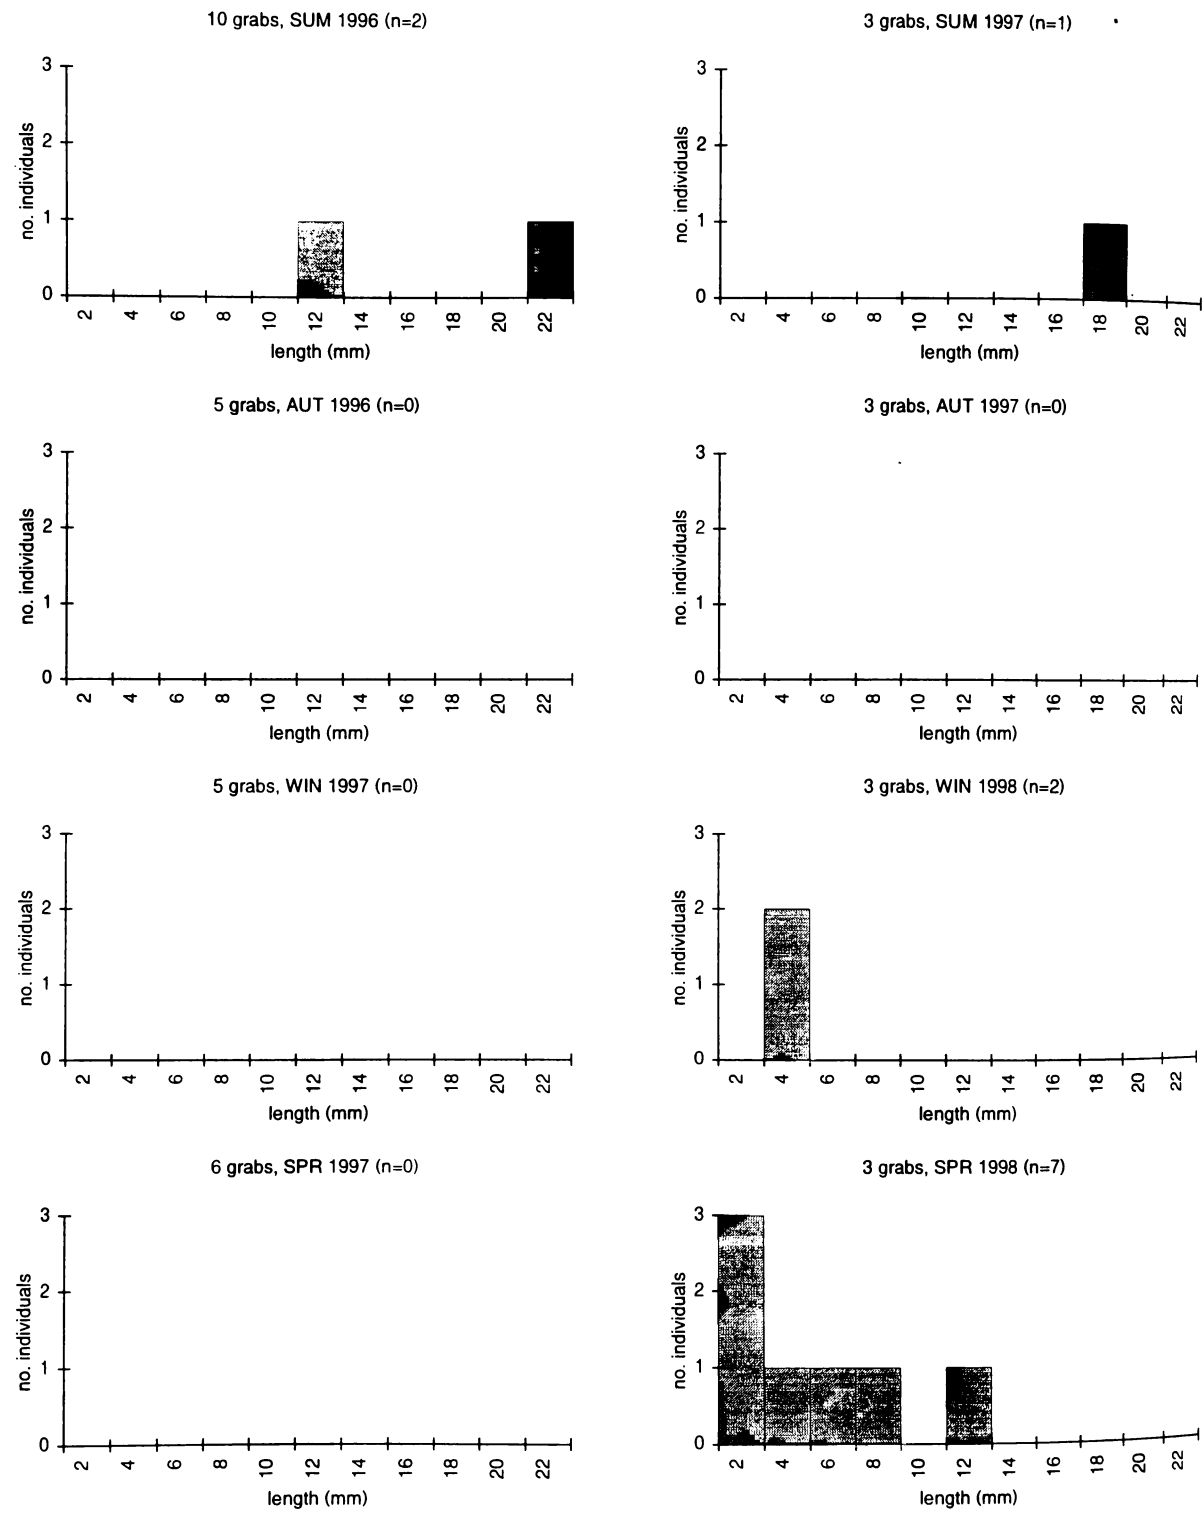 10 grabs, SUM 1996 (n=2)
3
2
1
0
no. individuals
2 4 6 8 10 12 14 16 18 20 22
length (mm)
3 grabs, SUM 1997 (n=1)
3
2
1
0
no. individuals
2 4 6 8 10 12 14 16 18 20 22
length (mm)
5 grabs, AUT 1996 (n=0)
3
2
1
0
no. individuals
2 4 6 8 10 12 14 16 18 20 22
length (mm)
3 grabs, AUT 1997 (n=0)
3
2
1
0
no. individuals
2 4 6 8 10 12 14 16 18 20 22
length (mm)
5 grabs, WIN 1997 (n=0)
3
2
1
0
no. individuals
2 4 6 8 10 12 14 16 18 20 22
length (mm)
3 grabs, WIN 1998 (n=2)
3
2
1
0
no. individuals
2 4 6 8 10 12 14 16 18 20 22
length (mm)
6 grabs, SPR 1997 (n=0)
3
2
1
0
no. individuals
2 4 6 8 10 12 14 16 18 20 22
length (mm)
3 grabs, SPR 1998 (n=7)
3
2
1
0
no. individuals
2 4 6 8 10 12 14 16 18 20 22
length (mm)